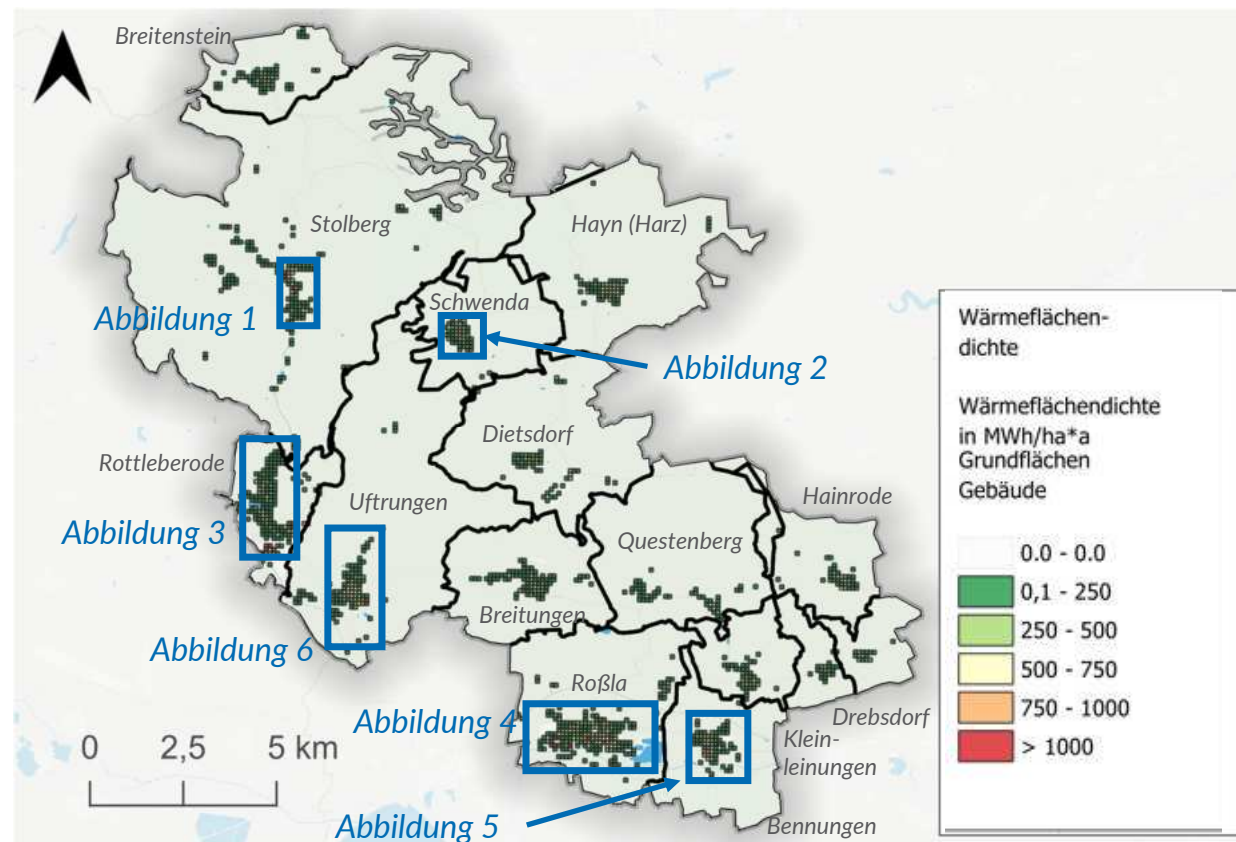 Breitenstein
Stolberg
Hayn (Harz)
Abbildung 1
Schwenda
Abbildung 2
Rottleberode
Dietsdorf
Uftrungen
Abbildung 3
Hainrode
Questenberg
Breitungen
Abbildung 6
Roßla
Abbildung 4
Drebsdorf
Klein-
leinungen
Abbildung 5
Bennungen
0 2,5 5 km
Wärmeflächen-
dichte
Wärmeflächendichte
in MWh/ha*a
Grundflächen
Gebäude
0.0 - 0.0
0,1 - 250
250 - 500
500 - 750
750 - 1000
> 1000